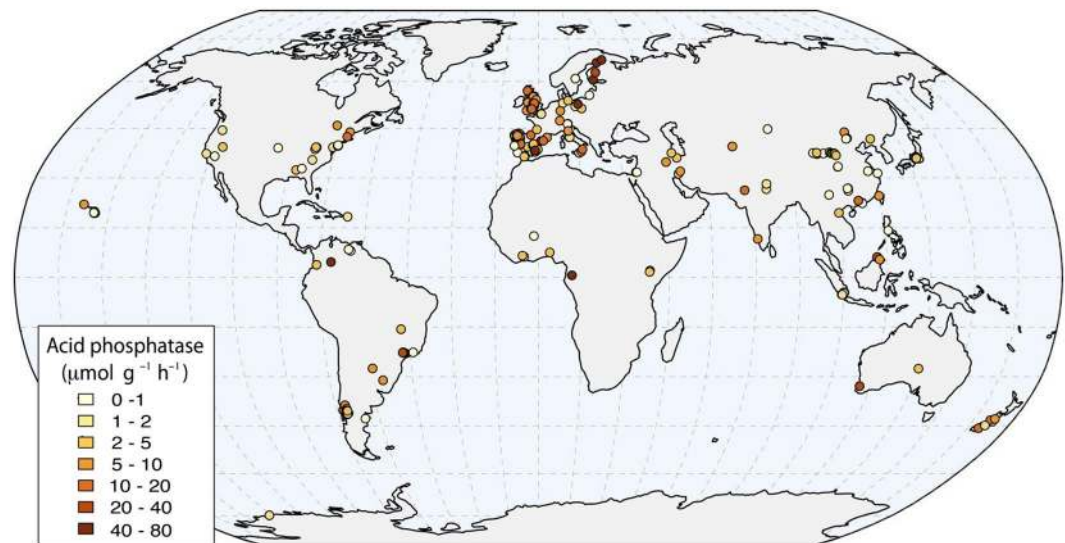 Acid phosphatase
(μmol g⁻¹ h⁻¹)
0 -1
1 - 2
2 - 5
5 - 10
10 - 20
20 - 40
40 - 80